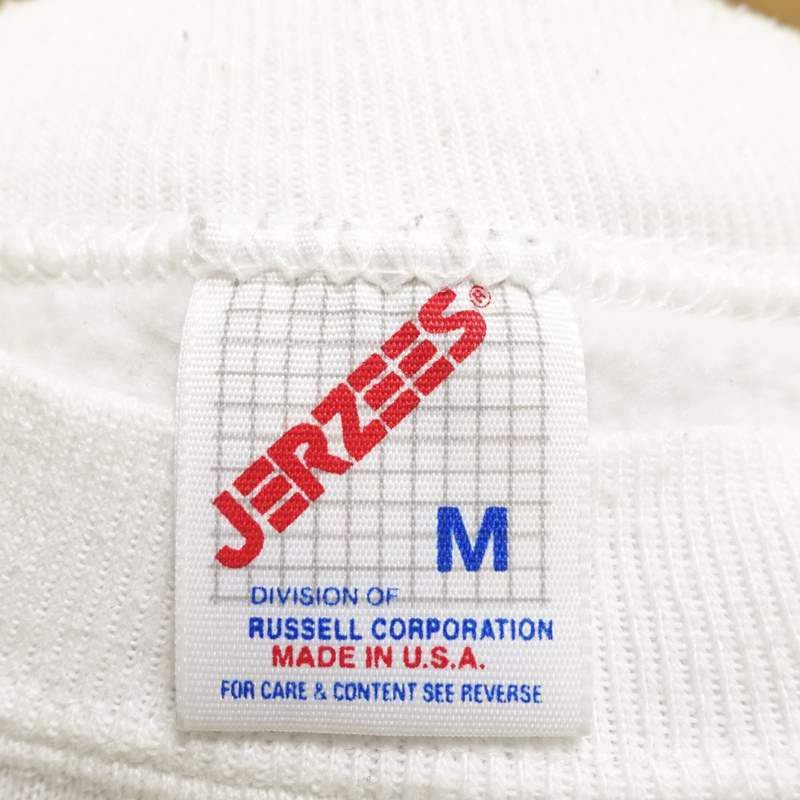 JERZEES®
M
DIVISION OF
RUSSELL CORPORATION
MADE IN U.S.A.
FOR CARE & CONTENT SEE REVERSE